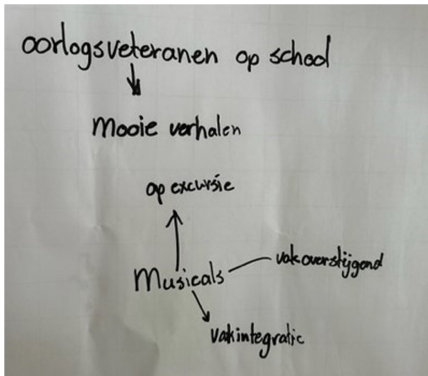 oorlogsveteranen op school
Mooie verhalen
op excursie
Musicals
vakoverstijgend
vakintegratie